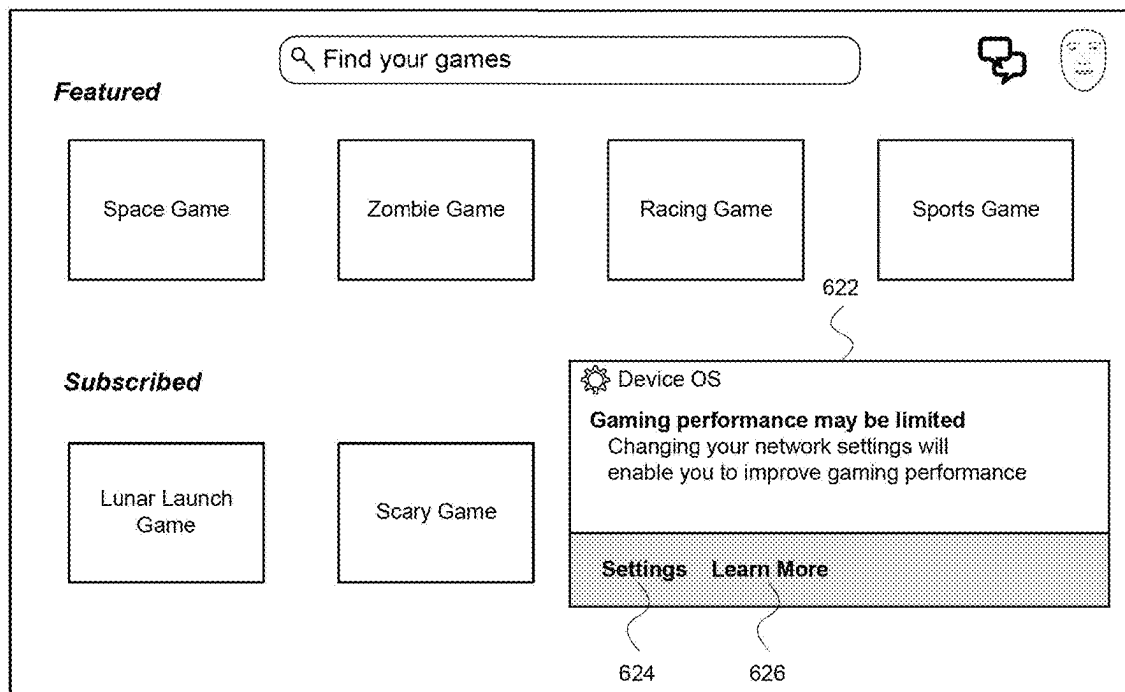 Find your games
Featured
Space Game
Zombie Game
Racing Game
Sports Game
622
Subscribed
Lunar Launch
Game
Scary Game
Device OS
Gaming performance may be limited
Changing your network settings will
enable you to improve gaming performance
Settings Learn More
624
626